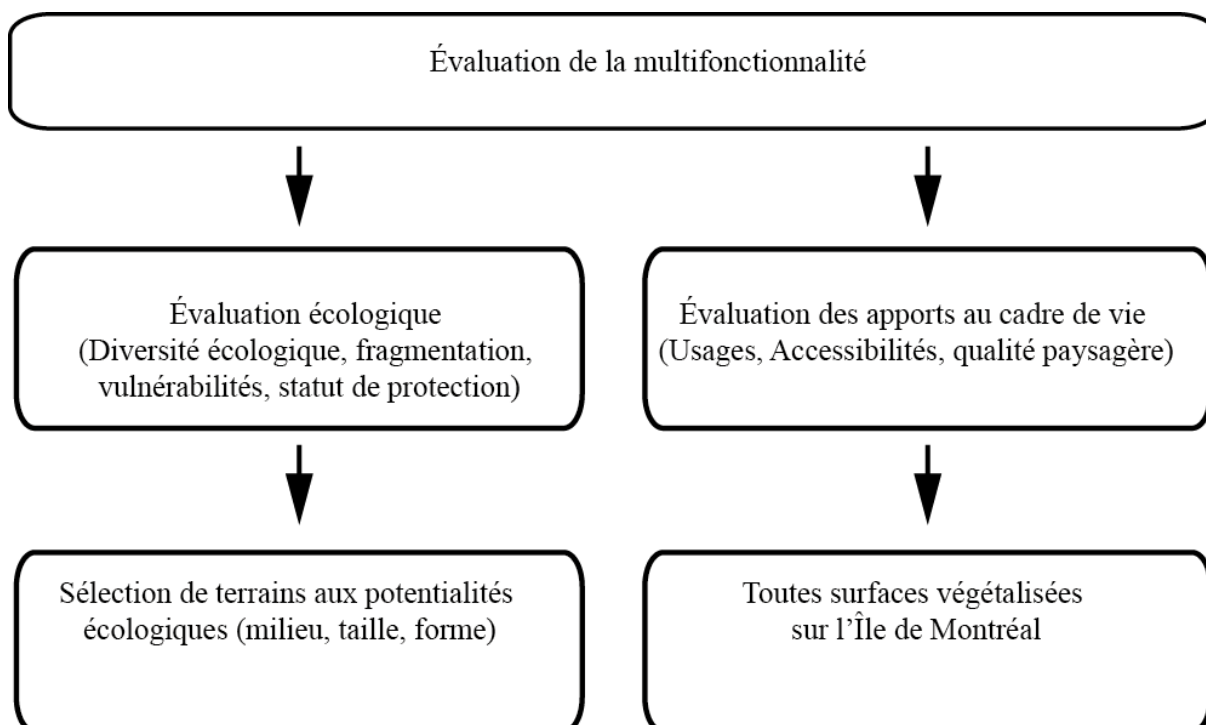 Évaluation de la multifonctionnalité
Évaluation écologique
(Diversité écologique, fragmentation,
vulnérabilités, statut de protection)
Évaluation des apports au cadre de vie
(Usages, Accessibilités, qualité paysagère)
Sélection de terrains aux potentialités
écologiques (milieu, taille, forme)
Toutes surfaces végétalisées
sur l’Île de Montréal